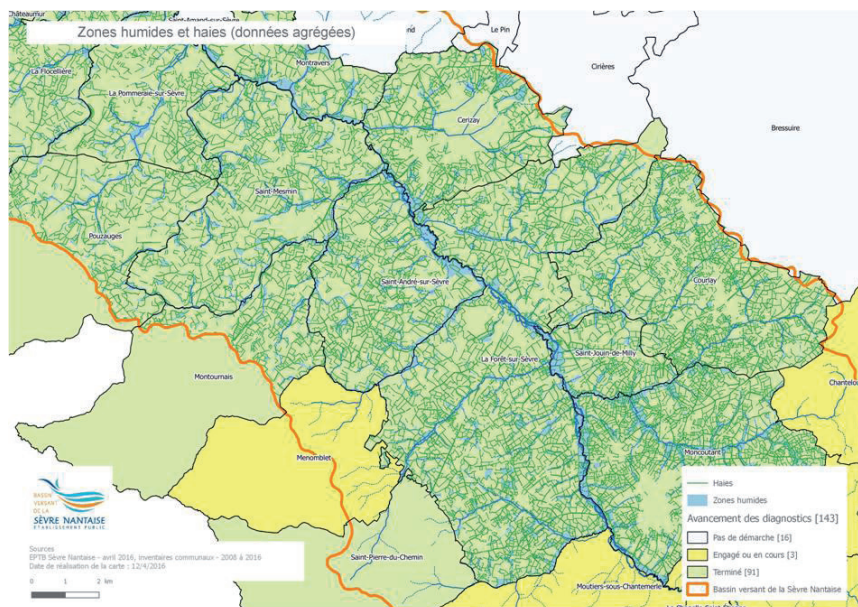 Châteaumur
Saint-Amand-sur-Sèvre
Le Pin
Zones humides et haies (données agrégées)
Cirières
Montravers
La Flocellière
La Pommeraie-sur-Sèvre
Cerizay
Bressuire
Saint-Mesmin
Pouzauges
Saint-André-sur-Sèvre
Courlay
La Forêt-sur-Sèvre
Saint-Jouin-de-Milly
Montournais
Chantelou
Menomblet
Moncoutant
Saint-Pierre-du-Chemin
Moutiers-sous-Chantemerle
BASSIN
VERSANT
DE LA
SÈVRE NANTAISE
ÉTABLISSEMENT PUBLIC
Sources
EPTB Sèvre Nantaise - avril 2016, inventaires communaux - 2008 à 2016
Date de réalisation de la carte : 12/4/2016
0 1 2 km
Haies
Zones humides
Avancement des diagnostics [143]
Pas de démarche [16]
Engagé ou en cours [3]
Terminé [91]
Bassin versant de la Sèvre Nantaise